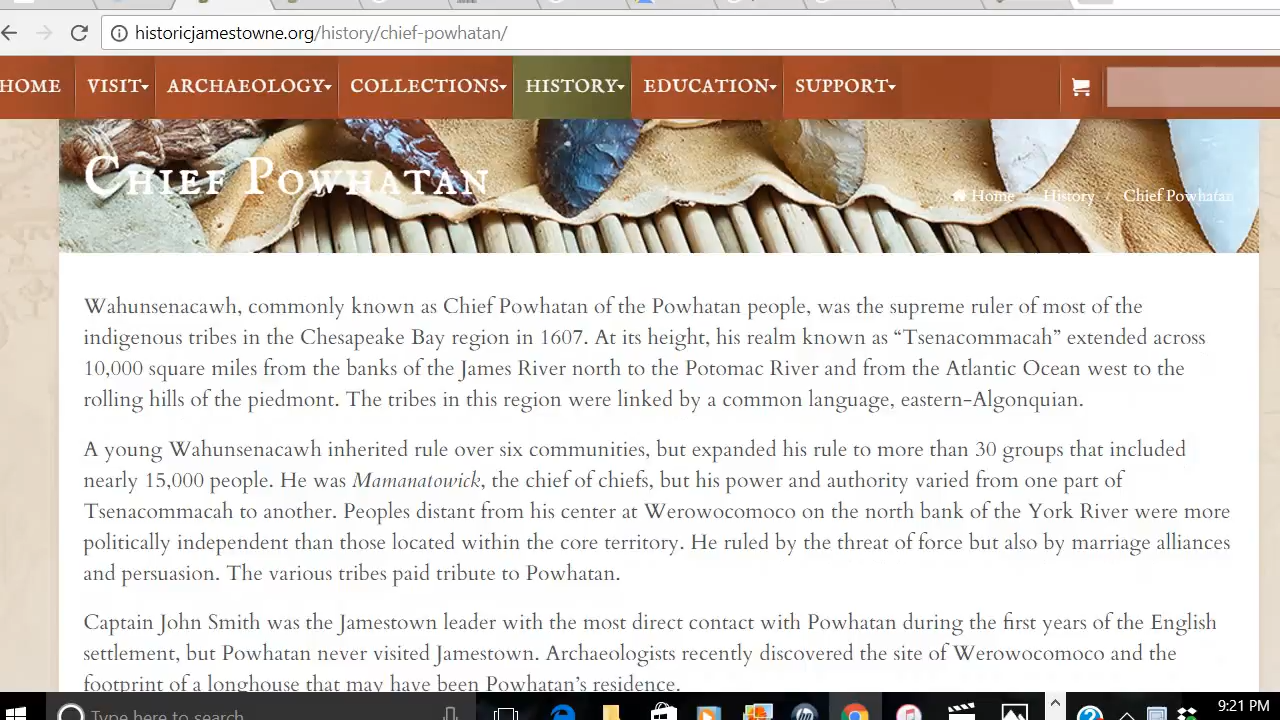 historicjamestowne.org/history/chief-powhatan/
HOME VISIT ARCHAEOLOGY COLLECTIONS HISTORY EDUCATION SUPPORT
Chief Powhatan
Home / History / Chief Powhatan
Wahunsenacawh, commonly known as Chief Powhatan of the Powhatan people, was the supreme ruler of most of the
indigenous tribes in the Chesapeake Bay region in 1607. At its height, his realm known as “Tsenacommacah” extended across
10,000 square miles from the banks of the James River north to the Potomac River and from the Atlantic Ocean west to the
rolling hills of the piedmont. The tribes in this region were linked by a common language, eastern-Algonquian.
A young Wahunsenacawh inherited rule over six communities, but expanded his rule to more than 30 groups that included
nearly 15,000 people. He was Mamanatowick, the chief of chiefs, but his power and authority varied from one part of
Tsenacommacah to another. Peoples distant from his center at Werowocomoco on the north bank of the York River were more
politically independent than those located within the core territory. He ruled by the threat of force but also by marriage alliances
and persuasion. The various tribes paid tribute to Powhatan.
Captain John Smith was the Jamestown leader with the most direct contact with Powhatan during the first years of the English
settlement, but Powhatan never visited Jamestown. Archaeologists recently discovered the site of Werowocomoco and the
footprint of a longhouse that may have been Powhatan’s residence.
Type here to search
9:21 PM